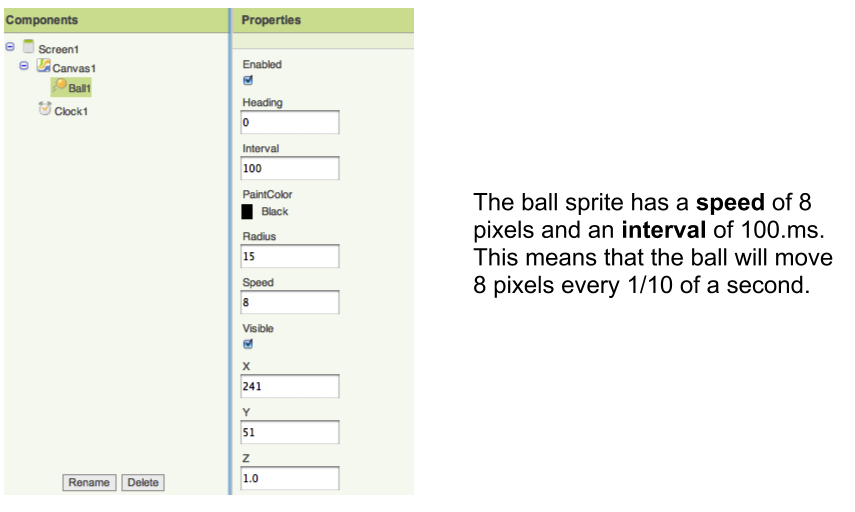 Components
Screen1
Canvas1
Ball1
Clock1
Rename Delete
Properties
Enabled
Heading
0
Interval
100
PaintColor
Black
Radius
15
Speed
8
Visible
X
241
Y
51
Z
1.0
The ball sprite has a speed of 8
pixels and an interval of 100.ms.
This means that the ball will move
8 pixels every 1/10 of a second.